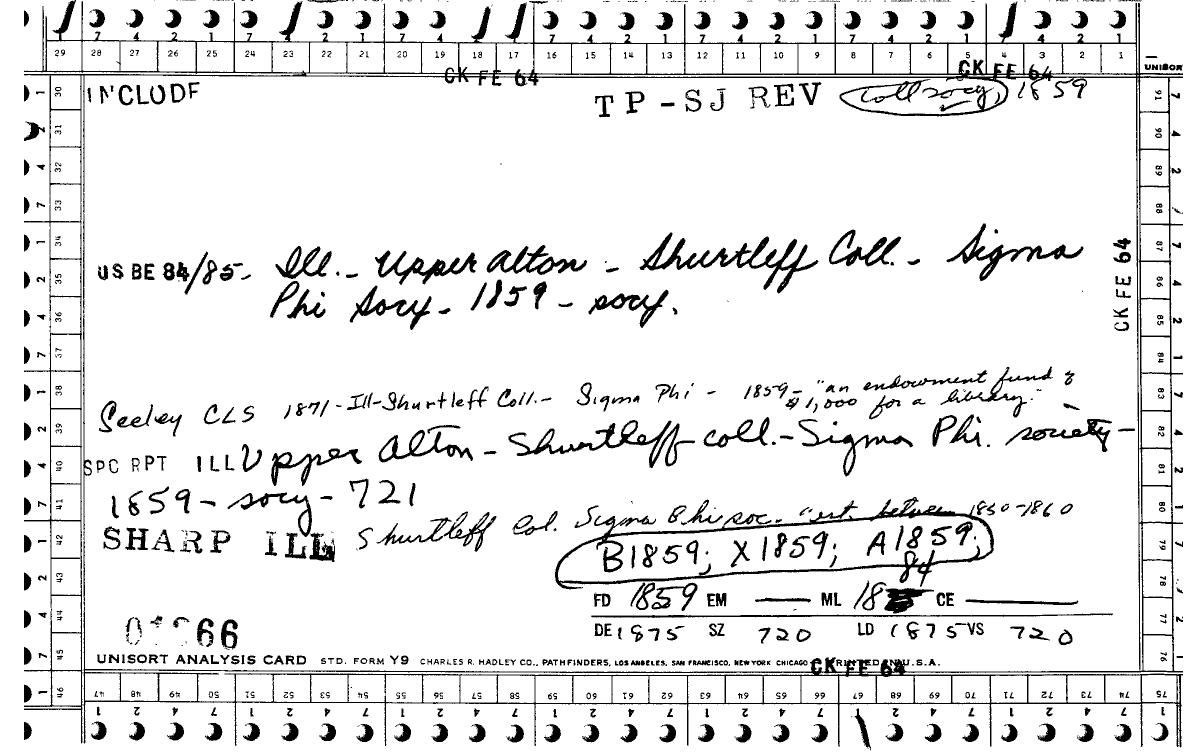 7 4 2 1 7 4 2 1 7 4 2 1 7 4 2 1 7 4 2 1 7 4 2 1 7 4 2 1
29 28 27 26 25 24 23 22 21 20 19 18 17 16 15 14 13 12 11 10 9 8 7 6 5 4 3 2 1
CK FE 64 CK FE 64 UNISOR
INCLUDE TP-SJ REV coll socy, 1859
US BE 84/85- Ill. - Upper Alton - Shurtleff Coll. - Sigma
Phi Socy. - 1859 - socy.
CK FE 64
Seeley CLS 1871-Ill-Shurtleff Coll.- Sigma Phi - 1859- "an endowment fund of
$1,000 for a library."
SPC RPT ILL Upper Alton - Shurtleff coll. - Sigma Phi. society -
1859 - socy - 721
SHARP ILL Shurtleff Col. Sigma Phi soc. "est. between 1850-1860
B1859; X1859; A1859;
84
FD 1859 EM — ML 18 CE —
DE 1875 SZ 720 LD 1875 VS 720
66
UNISORT ANALYSIS CARD STD. FORM Y9 CHARLES R. HADLEY CO., PATHFINDERS, LOS ANGELES, SAN FRANCISCO, NEW YORK CHICAGO PRINTED IN U.S.A.
CK FE 64
30 31 32 33 34 35 36 37 38 39 40 41 42 43 44 45 46
91 90 89 88 87 86 85 84 83 82 81 80 79 78 77 76 75
47 48 49 50 51 52 53 54 55 56 57 58 59 60 61 62 63 64 65 66 67 68 69 70 71 72 73 74
1 2 4 7 1 2 4 7 1 2 4 7 1 2 4 7 1 2 4 7 1 2 4 7 1 2 4 7 1